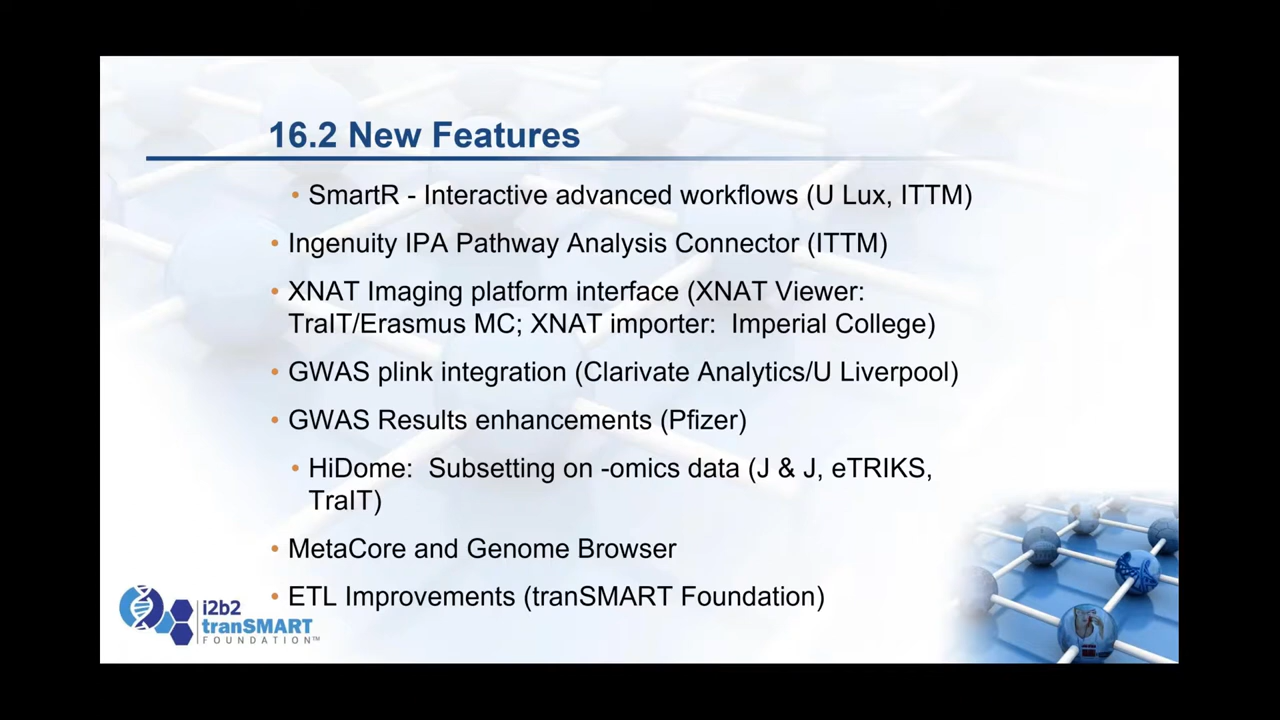 16.2 New Features
• SmartR - Interactive advanced workflows (U Lux, ITTM)
• Ingenuity IPA Pathway Analysis Connector (ITTM)
• XNAT Imaging platform interface (XNAT Viewer:
TraIT/Erasmus MC; XNAT importer: Imperial College)
• GWAS plink integration (Clarivate Analytics/U Liverpool)
• GWAS Results enhancements (Pfizer)
• HiDome: Subsetting on -omics data (J & J, eTRIKS,
TraIT)
• MetaCore and Genome Browser
• ETL Improvements (tranSMART Foundation)
i2b2
tranSMART
FOUNDATION™